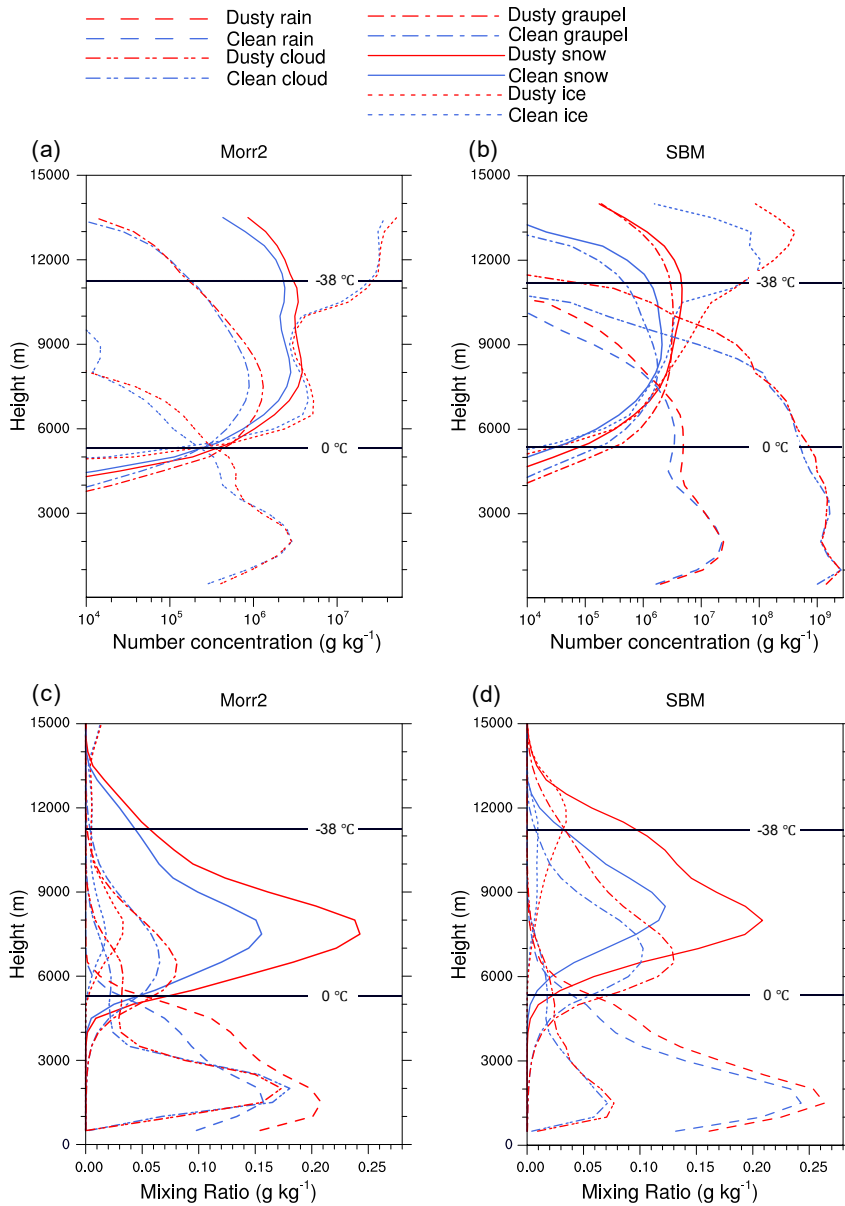 Dusty rain
Clean rain
Dusty cloud
Clean cloud
Dusty graupel
Clean graupel
Dusty snow
Clean snow
Dusty ice
Clean ice
(a) Morr2
15000
12000
9000
6000
3000
Height (m)
-38 °C
0 °C
10⁴ 10⁵ 10⁶ 10⁷
Number concentration (g kg⁻¹)
(b) SBM
15000
12000
9000
6000
3000
Height (m)
-38 °C
0 °C
10⁴ 10⁵ 10⁶ 10⁷ 10⁸ 10⁹
Number concentration (g kg⁻¹)
(c) Morr2
15000
12000
9000
6000
3000
0
Height (m)
-38 °C
0 °C
0.00 0.05 0.10 0.15 0.20 0.25
Mixing Ratio (g kg⁻¹)
(d) SBM
15000
12000
9000
6000
3000
0
Height (m)
-38 °C
0 °C
0.00 0.05 0.10 0.15 0.20 0.25
Mixing Ratio (g kg⁻¹)